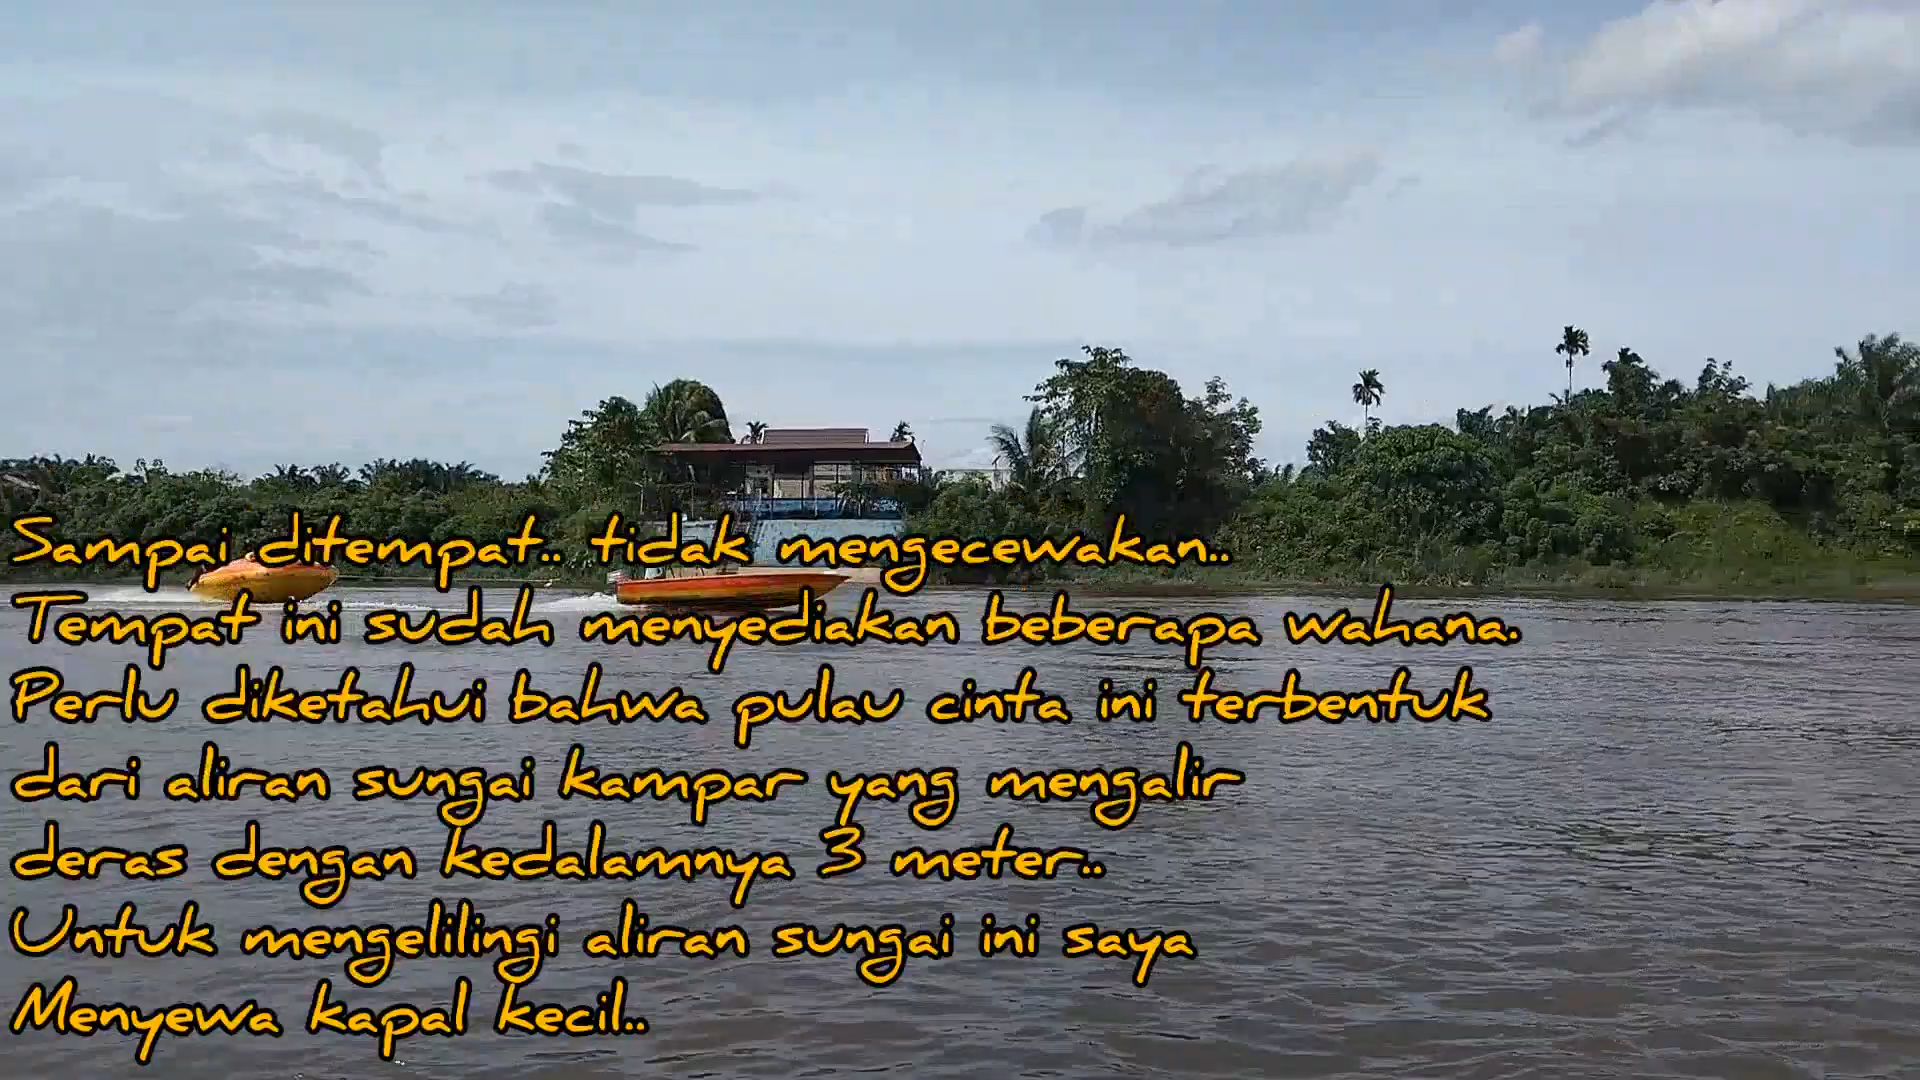 Sampai ditempat.. tidak mengecewakan..
Tempat ini sudah menyediakan beberapa wahana.
Perlu diketahui bahwa pulau cinta ini terbentuk
dari aliran sungai kampar yang mengalir
deras dengan kedalamnya 3 meter..
Untuk mengelilingi aliran sungai ini saya
Menyewa kapal kecil..